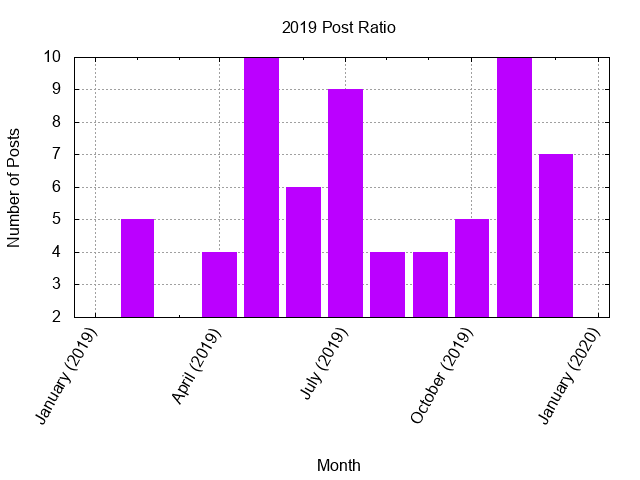 2019 Post Ratio
10
9
8
7
6
5
4
3
2
Number of Posts
January (2019)
April (2019)
July (2019)
October (2019)
January (2020)
Month